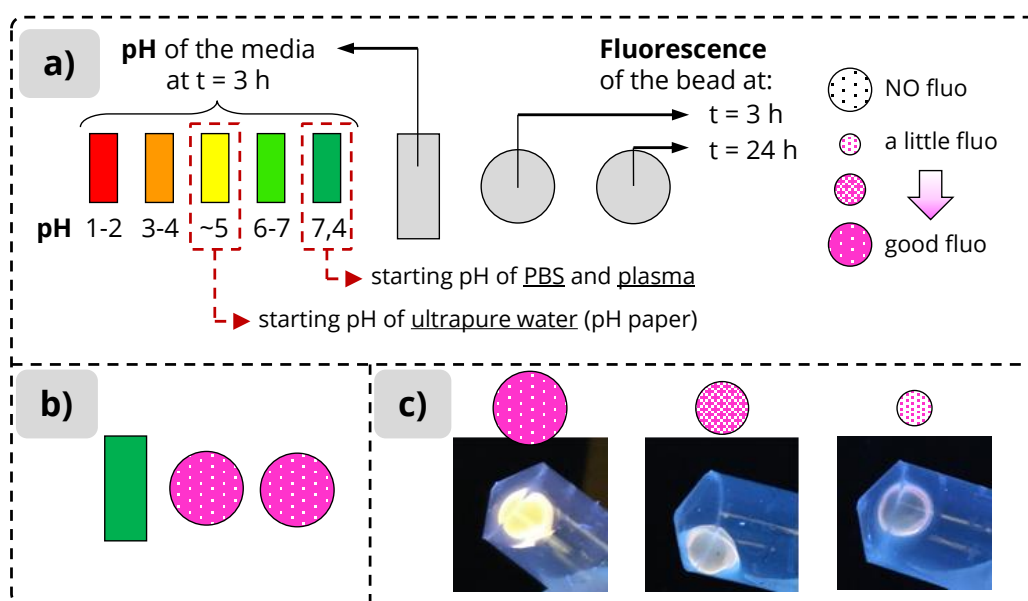 a)
pH of the media
at t = 3 h
Fluorescence
of the bead at:
t = 3 h
t = 24 h
NO fluo
a little fluo
good fluo
pH 1-2 3-4 ~5 6-7 7,4
starting pH of PBS and plasma
starting pH of ultrapure water (pH paper)
b)
c)